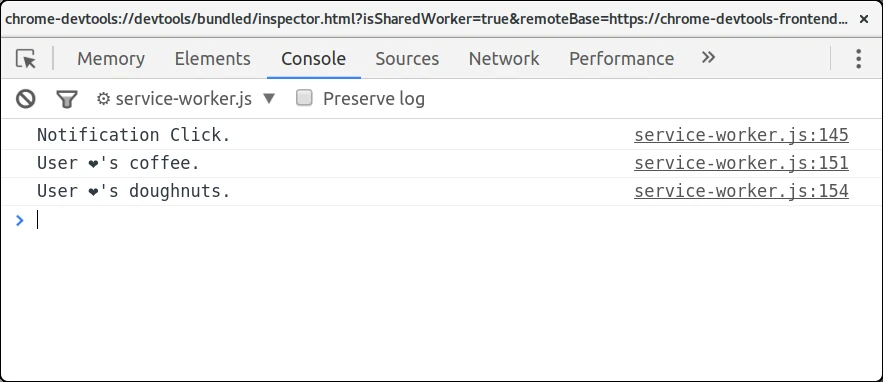 chrome-devtools://devtools/bundled/inspector.html?isSharedWorker=true&remoteBase=https://chrome-devtools-frontend... ×
Memory Elements Console Sources Network Performance »
⚙ service-worker.js ▼ Preserve log
Notification Click. service-worker.js:145
User ❤'s coffee. service-worker.js:151
User ❤'s doughnuts. service-worker.js:154
>